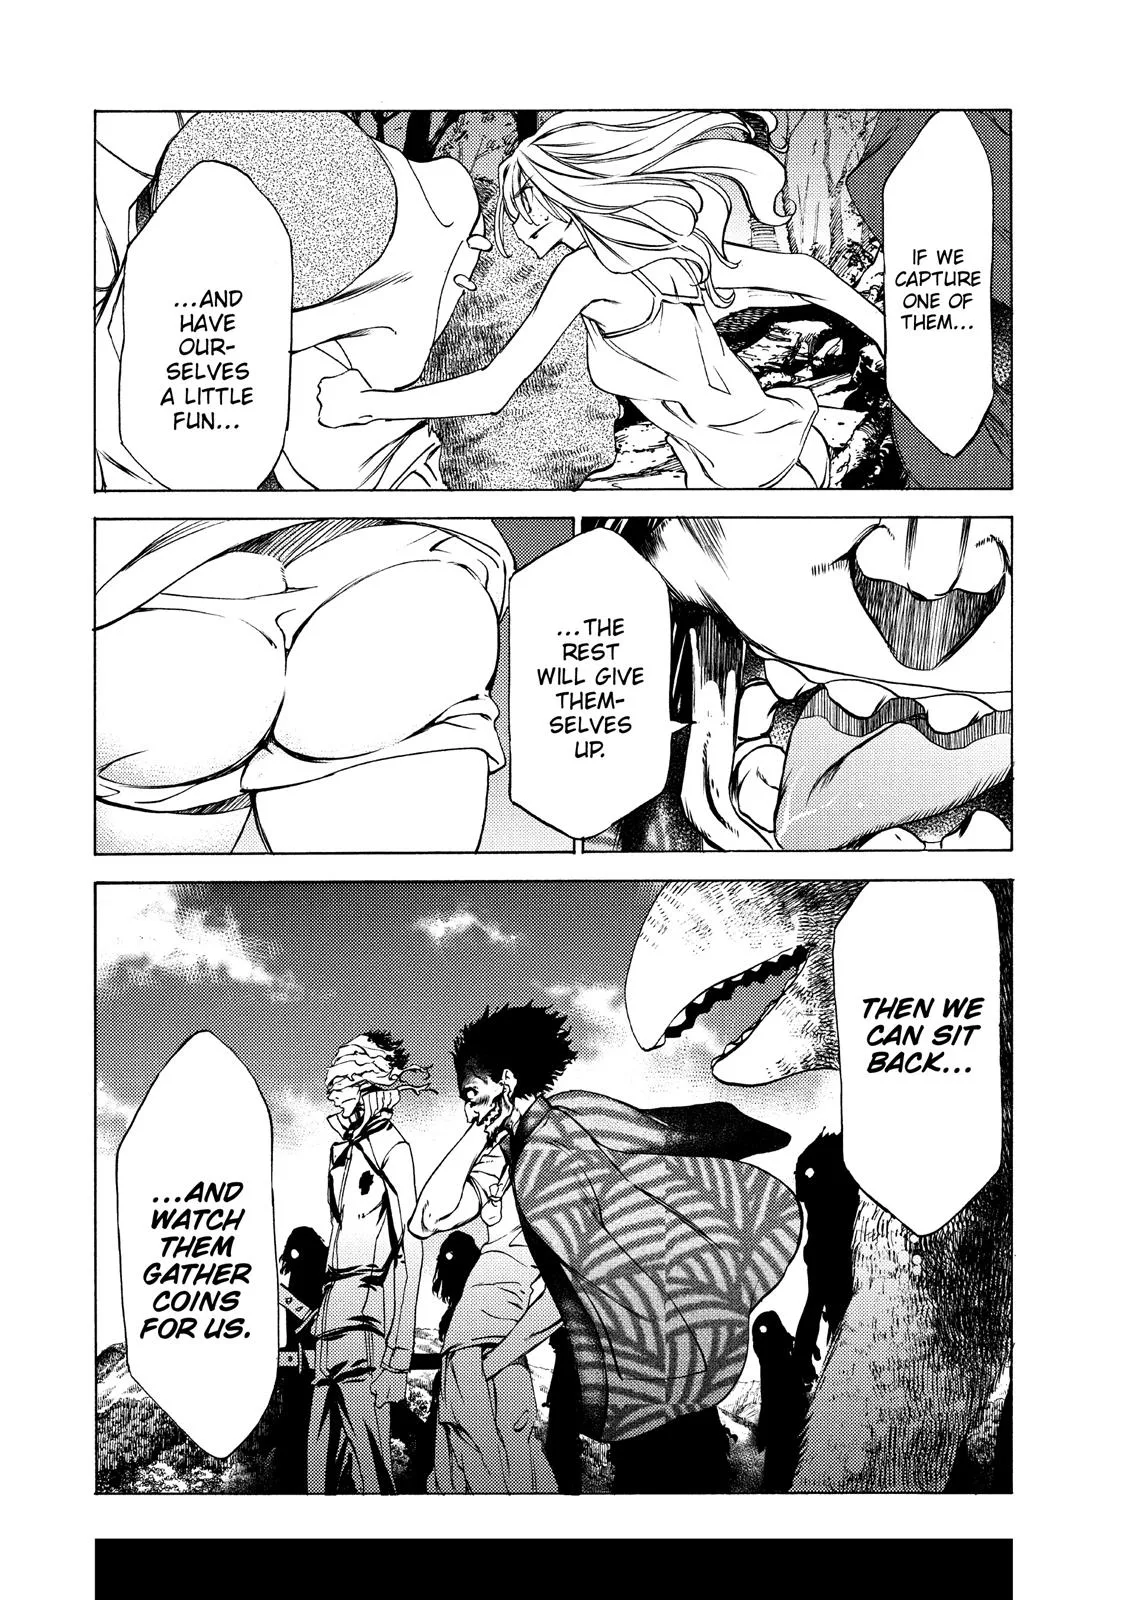 IF WE
CAPTURE
ONE OF
THEM...
...AND
HAVE
OUR-
SELVES
A LITTLE
FUN...
...THE
REST
WILL GIVE
THEM-
SELVES
UP.
THEN WE
CAN SIT
BACK...
...AND
WATCH
THEM
GATHER
COINS
FOR US.